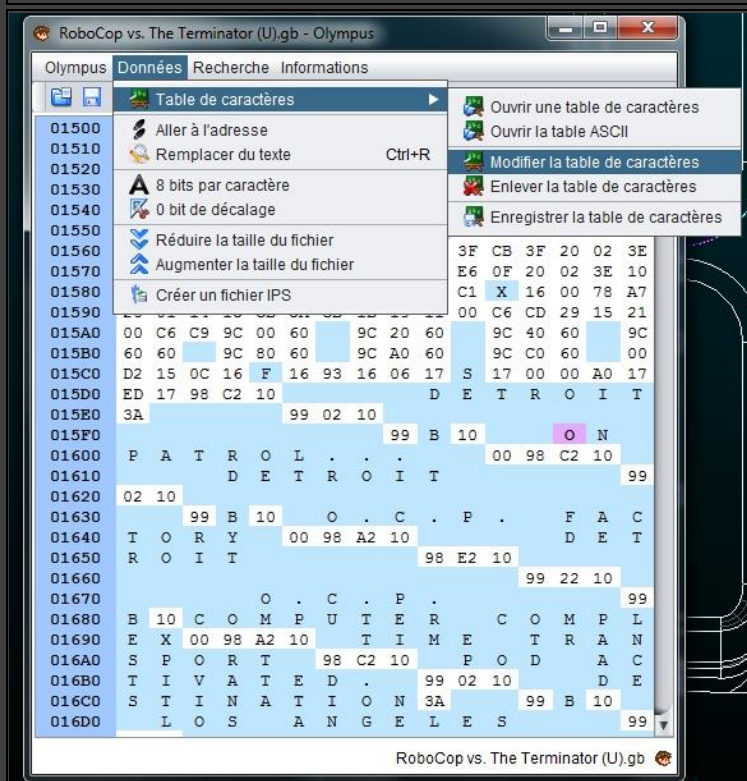 RoboCop vs. The Terminator (U).gb - Olympus
Olympus Données Recherche Informations
Table de caractères
Aller à l'adresse
Remplacer du texte Ctrl+R
8 bits par caractère
0 bit de décalage
Réduire la taille du fichier
Augmenter la taille du fichier
Créer un fichier IPS
Ouvrir une table de caractères
Ouvrir la table ASCII
Modifier la table de caractères
Enlever la table de caractères
Enregistrer la table de caractères
01500
01510
01520
01530
01540
01550
01560 3F CB 3F 20 02 3E
01570 E6 0F 20 02 3E 10
01580 C1 X 16 00 78 A7
01590 00 C6 CD 29 15 21
015A0 00 C6 C9 9C 00 60 9C 20 60 9C 40 60 9C
015B0 60 60 9C 80 60 9C A0 60 9C C0 60 00
015C0 D2 15 0C 16 F 16 93 16 06 17 S 17 00 00 A0 17
015D0 ED 17 98 C2 10 D E T R O I T
015E0 3A 99 02 10
015F0 99 B 10 O N
01600 P A T R O L . . . 00 98 C2 10
01610 D E T R O I T 99
01620 02 10
01630 99 B 10 O . C . P . F A C
01640 T O R Y 00 98 A2 10 D E T
01650 R O I T 98 E2 10
01660 99 22 10
01670 O . C . P . 99
01680 B 10 C O M P U T E R C O M P L
01690 E X 00 98 A2 10 T I M E T R A N
016A0 S P O R T 98 C2 10 P O D A C
016B0 T I V A T E D . 99 02 10 D E
016C0 S T I N A T I O N 3A 99 B 10
016D0 L O S A N G E L E S 99
RoboCop vs. The Terminator (U).gb